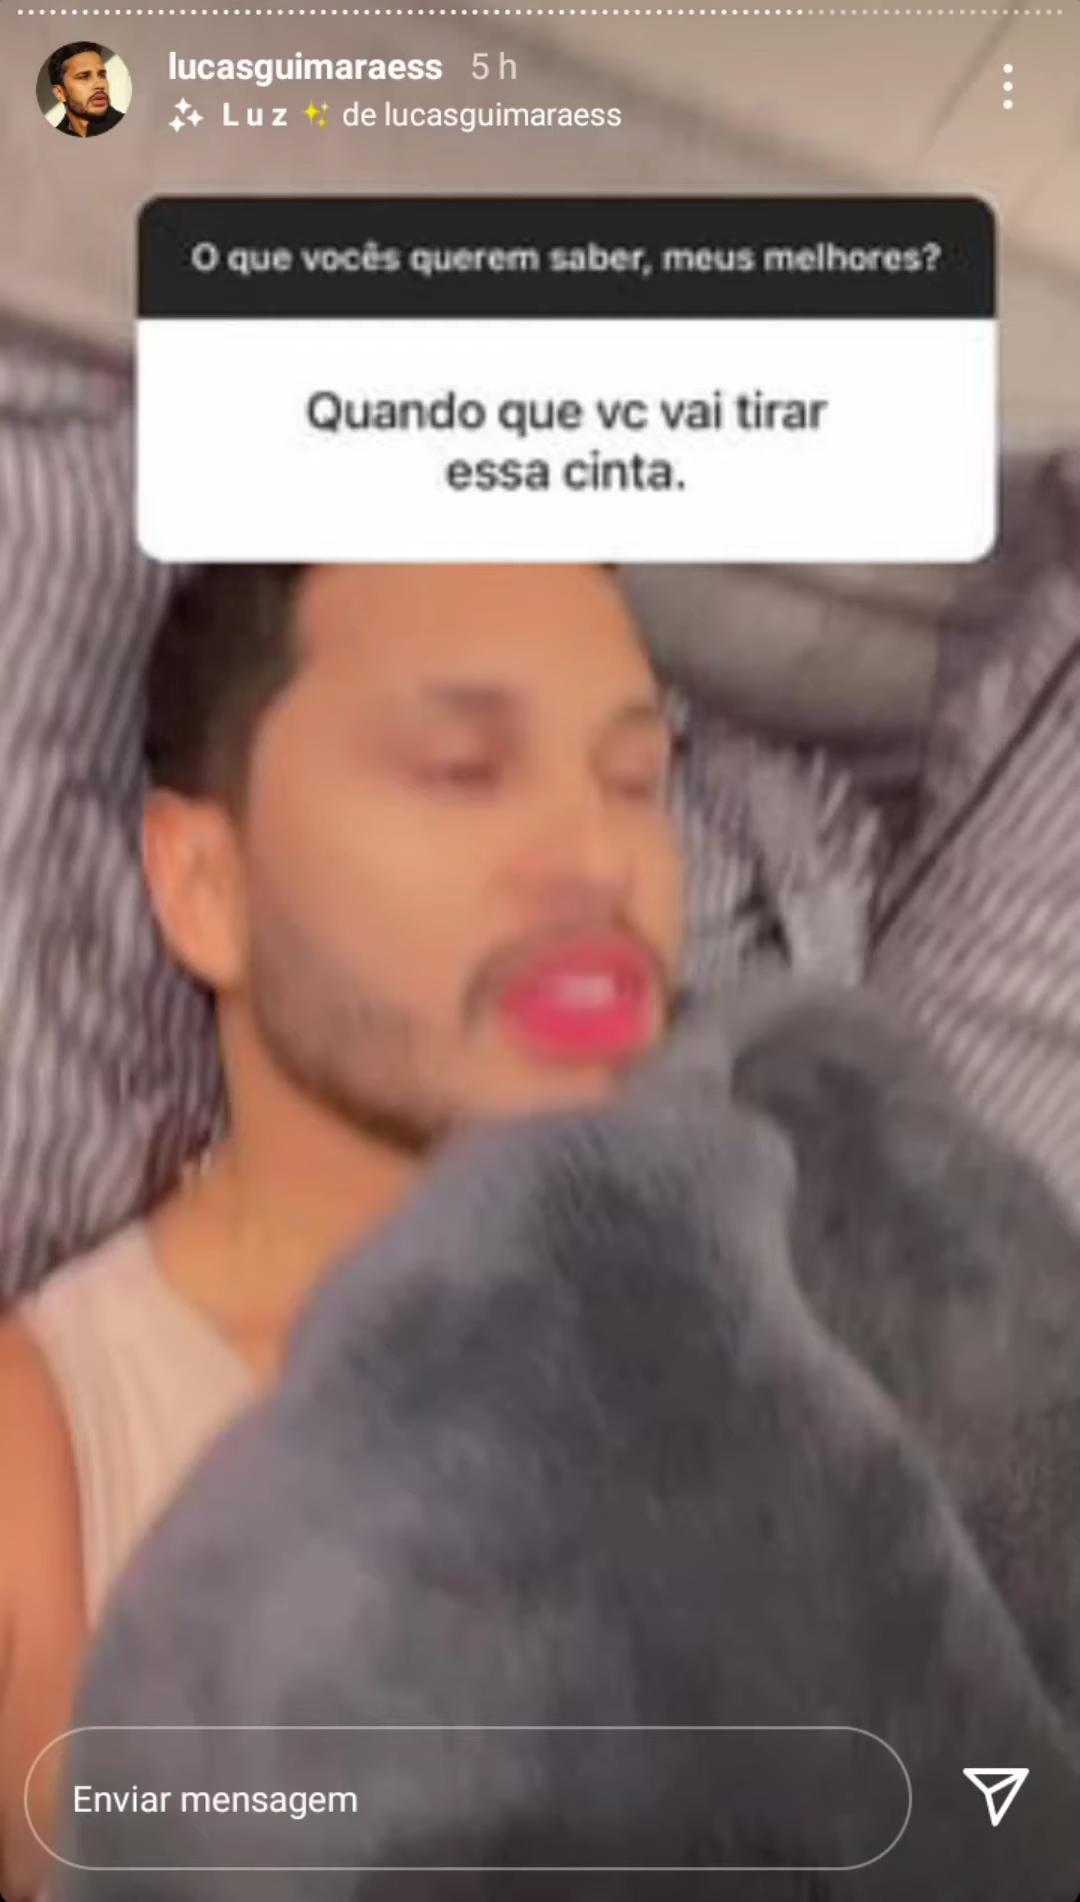 lucasguimaraess 5 h
L u z ✨ de lucasguimaraess
O que vocês querem saber, meus melhores?
Quando que vc vai tirar
essa cinta.
Enviar mensagem